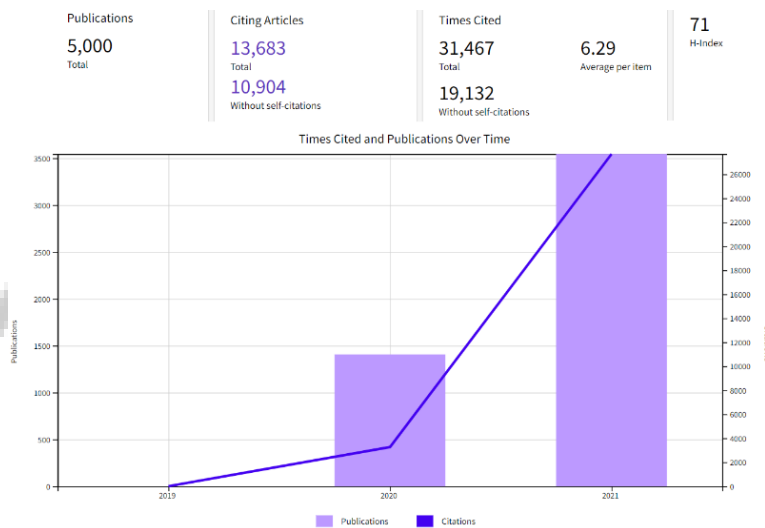 Publications
5,000
Total
Citing Articles
13,683
Total
10,904
Without self-citations
Times Cited
31,467
Total
19,132
Without self-citations
6.29
Average per item
71
H-Index
Times Cited and Publications Over Time
3500
3000
2500
2000
1500
1000
500
0
Publications
26000
24000
22000
20000
18000
16000
14000
12000
10000
8000
6000
4000
2000
0
2019 2020 2021
Publications Citations